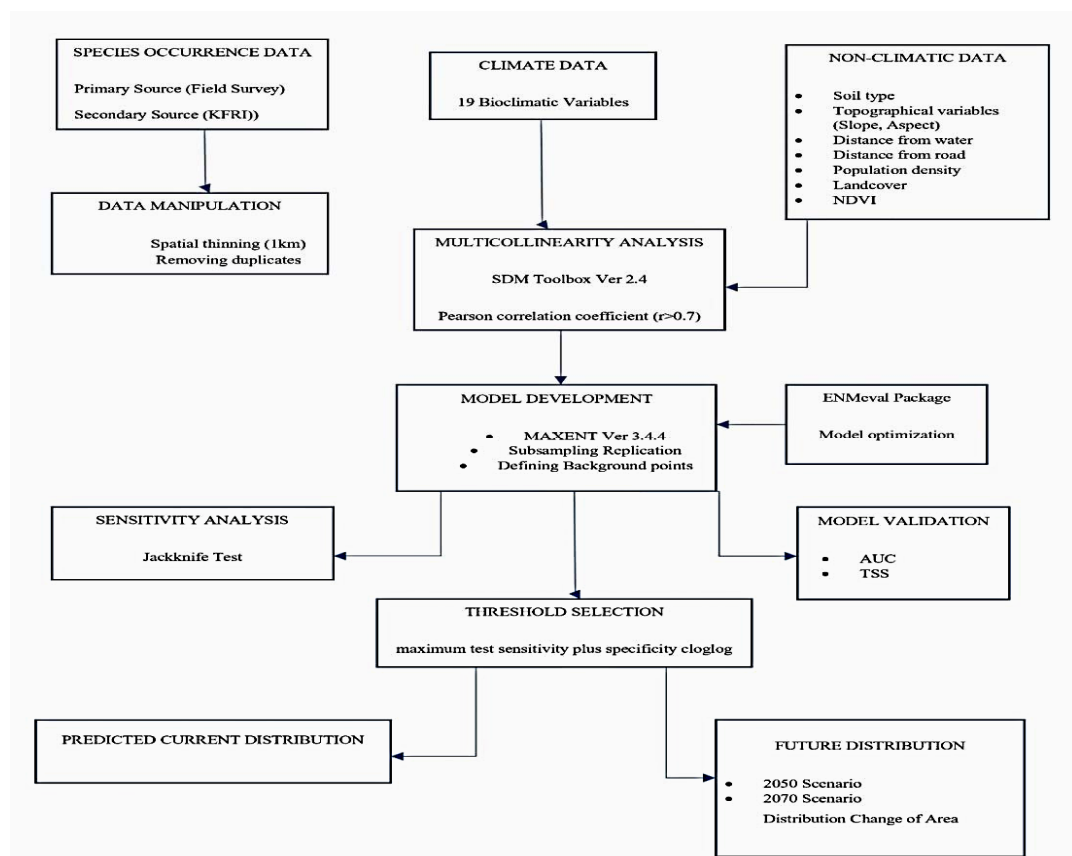 SPECIES OCCURRENCE DATA
Primary Source (Field Survey)
Secondary Source (KFRI))
CLIMATE DATA
19 Bioclimatic Variables
NON-CLIMATIC DATA
• Soil type
• Topographical variables
(Slope, Aspect)
• Distance from water
• Distance from road
• Population density
• Landcover
• NDVI
DATA MANIPULATION
Spatial thinning (1km)
Removing duplicates
MULTICOLLINEARITY ANALYSIS
SDM Toolbox Ver 2.4
Pearson correlation coefficient (r>0.7)
MODEL DEVELOPMENT
• MAXENT Ver 3.4.4
• Subsampling Replication
• Defining Background points
ENMeval Package
Model optimization
SENSITIVITY ANALYSIS
Jackknife Test
MODEL VALIDATION
• AUC
• TSS
THRESHOLD SELECTION
maximum test sensitivity plus specificity cloglog
PREDICTED CURRENT DISTRIBUTION
FUTURE DISTRIBUTION
• 2050 Scenario
• 2070 Scenario
Distribution Change of Area